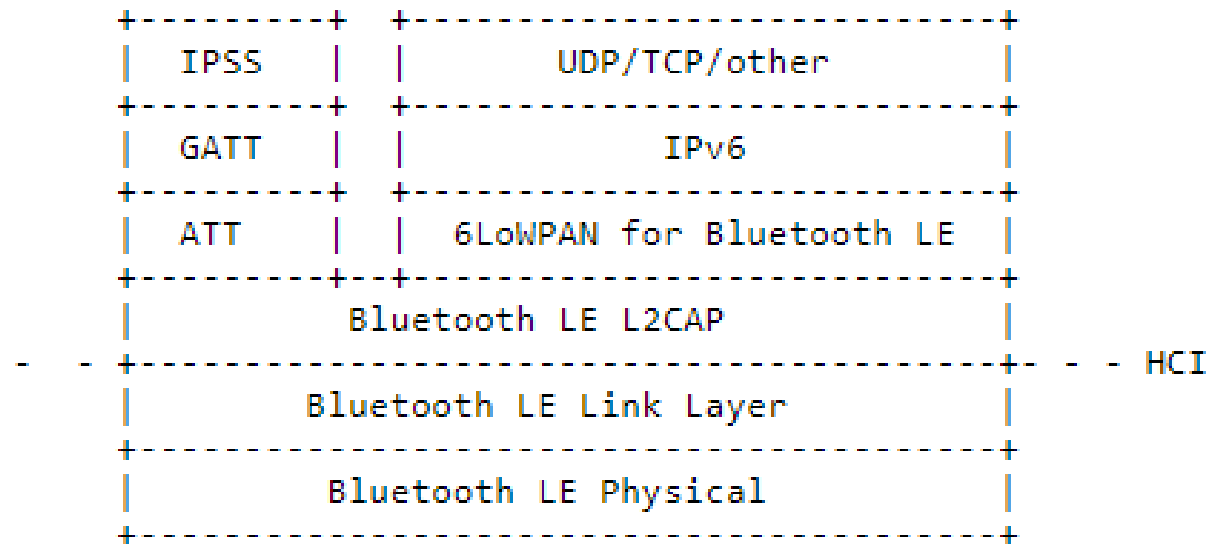 IPSS UDP/TCP/other
GATT IPv6
ATT 6LoWPAN for Bluetooth LE
Bluetooth LE L2CAP
- - HCI
Bluetooth LE Link Layer
Bluetooth LE Physical